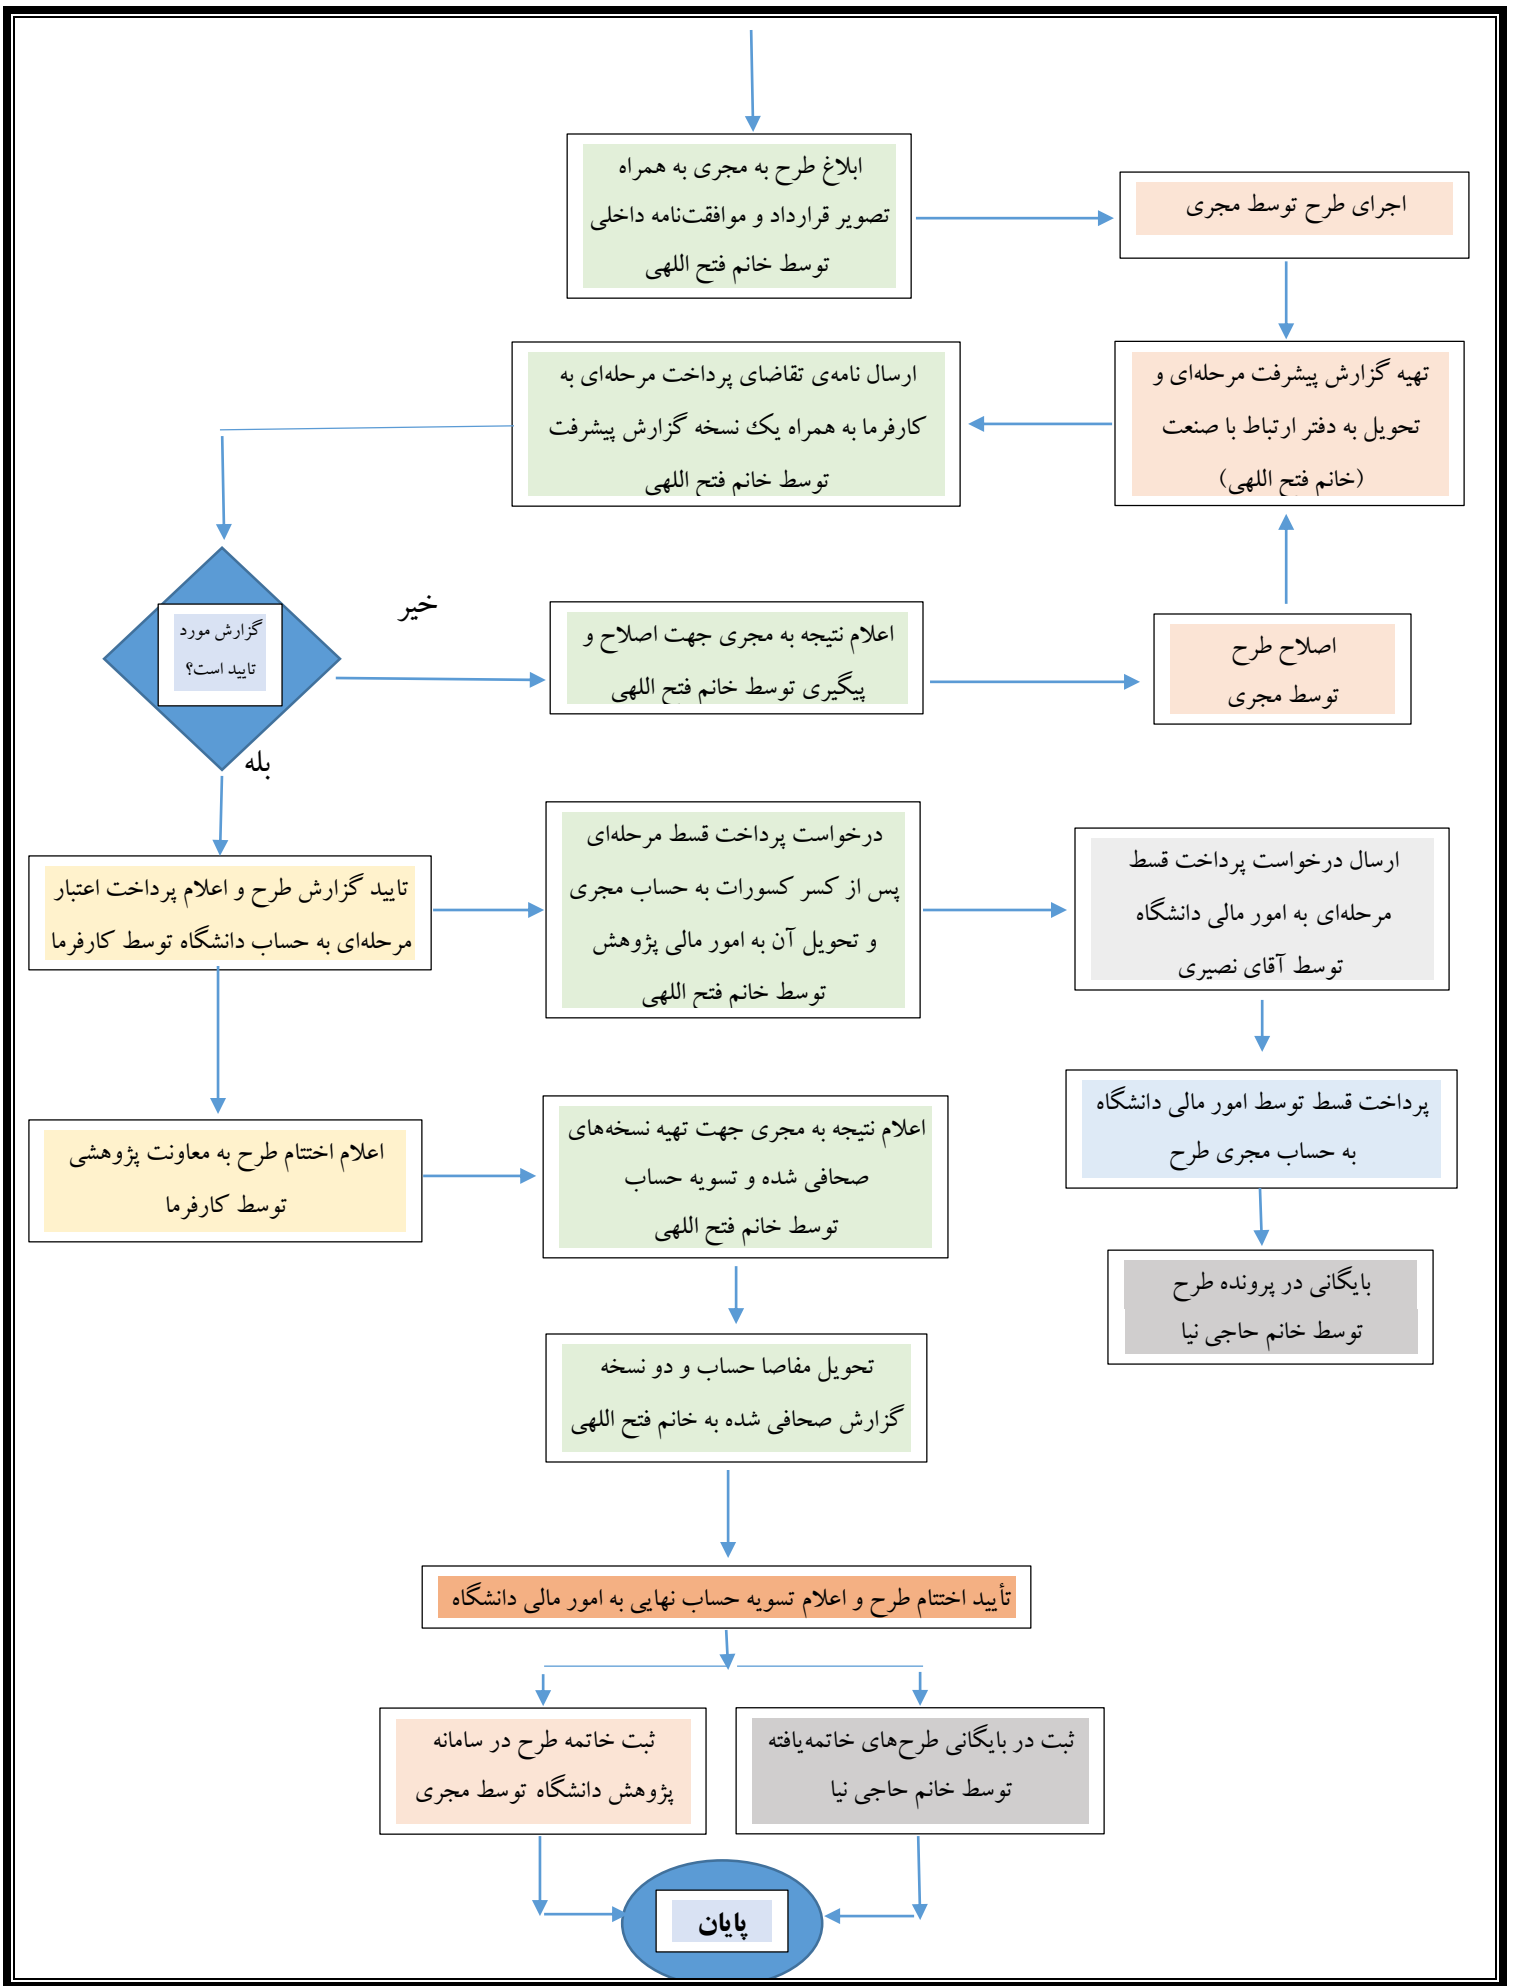 ابلاغ طرح به مجری به همراه
تصویر قرارداد و موافقت‌نامه داخلی
توسط خانم فتح اللهی
اجرای طرح توسط مجری
تهیه گزارش پیشرفت مرحله‌ای و
تحویل به دفتر ارتباط با صنعت
(خانم فتح اللهی)
ارسال نامه‌ی تقاضای پرداخت مرحله‌ای به
کارفرما به همراه یک نسخه گزارش پیشرفت
توسط خانم فتح اللهی
گزارش مورد
تایید است؟
خیر
اعلام نتیجه به مجری جهت اصلاح و
پیگیری توسط خانم فتح اللهی
اصلاح طرح
توسط مجری
بله
تایید گزارش طرح و اعلام پرداخت اعتبار
مرحله‌ای به حساب دانشگاه توسط کارفرما
درخواست پرداخت قسط مرحله‌ای
پس از کسر کسورات به حساب مجری
و تحویل آن به امور مالی پژوهش
توسط خانم فتح اللهی
ارسال درخواست پرداخت قسط
مرحله‌ای به امور مالی دانشگاه
توسط آقای نصیری
پرداخت قسط توسط امور مالی دانشگاه
به حساب مجری طرح
بایگانی در پرونده طرح
توسط خانم حاجی نیا
اعلام اختتام طرح به معاونت پژوهشی
توسط کارفرما
اعلام نتیجه به مجری جهت تهیه نسخه‌های
صحافی شده و تسویه حساب
توسط خانم فتح اللهی
تحویل مفاصا حساب و دو نسخه
گزارش صحافی شده به خانم فتح اللهی
تأیید اختتام طرح و اعلام تسویه حساب نهایی به امور مالی دانشگاه
ثبت در بایگانی طرح‌های خاتمه‌یافته
توسط خانم حاجی نیا
ثبت خاتمه طرح در سامانه
پژوهش دانشگاه توسط مجری
پایان